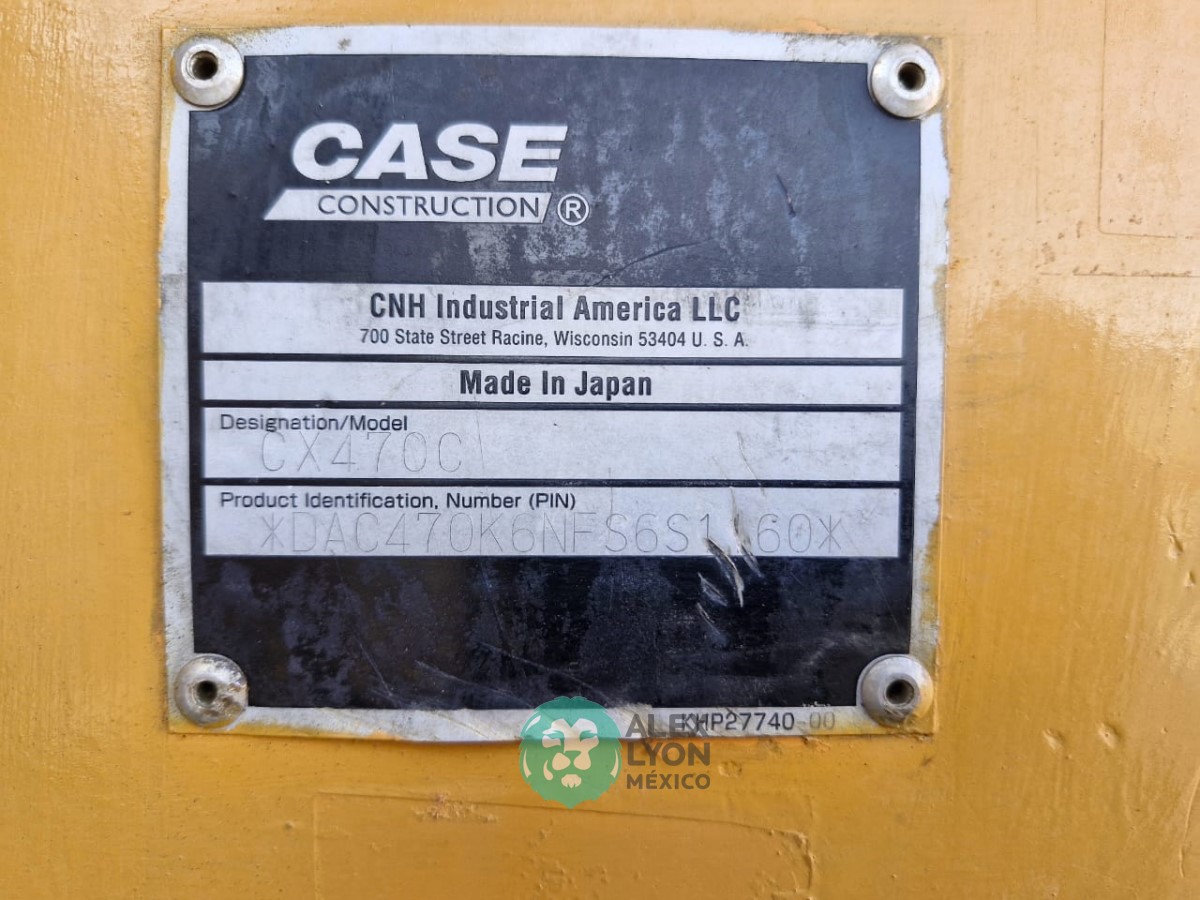 CASE
CONSTRUCTION ®
CNH Industrial America LLC
700 State Street Racine, Wisconsin 53404 U. S. A.
Made In Japan
Designation/Model
CX470C
Product Identification, Number (PIN)
KHP27740-00
ALEX
LYON
MÉXICO